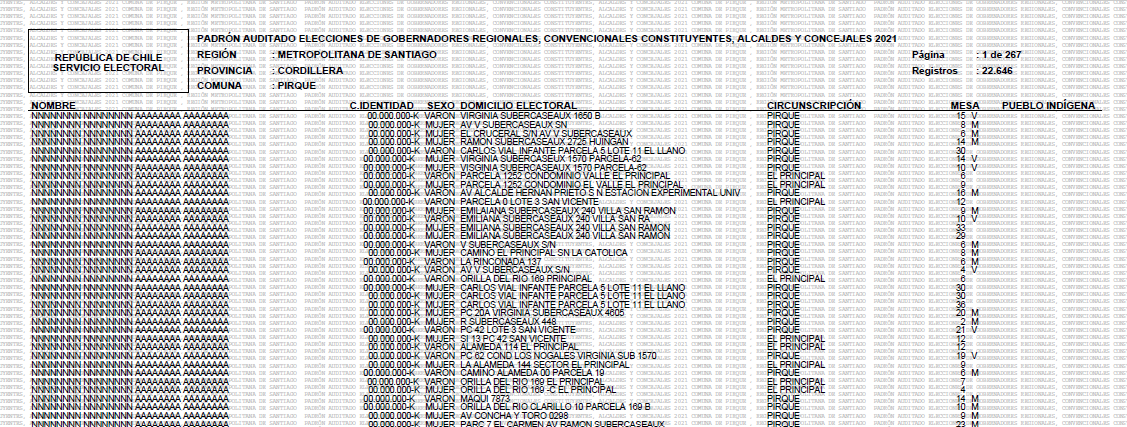 REPÚBLICA DE CHILE
SERVICIO ELECTORAL
PADRÓN AUDITADO ELECCIONES DE GOBERNADORES REGIONALES, CONVENCIONALES CONSTITUYENTES, ALCALDES Y CONCEJALES 2021
REGIÓN : METROPOLITANA DE SANTIAGO Página : 1 de 267
PROVINCIA : CORDILLERA Registros : 22.646
COMUNA : PIRQUE
NOMBRE C.IDENTIDAD SEXO DOMICILIO ELECTORAL CIRCUNSCRIPCIÓN MESA PUEBLO INDÍGENA
NNNNNNNN NNNNNNNN AAAAAAAA AAAAAAAA 00.000.000-K VARON VIRGINIA SUBERCASEAUX 1650 B PIRQUE 15 V
NNNNNNNN NNNNNNNN AAAAAAAA AAAAAAAA 00.000.000-K MUJER AV V SUBERCASEAUX SN PIRQUE 8 M
NNNNNNNN NNNNNNNN AAAAAAAA AAAAAAAA 00.000.000-K MUJER EL CRUCERAL S/N AV V SUBERCASEAUX PIRQUE 6 M
NNNNNNNN NNNNNNNN AAAAAAAA AAAAAAAA 00.000.000-K MUJER RAMON SUBERCASEAUX 2725 HUINGAN PIRQUE 14 M
NNNNNNNN NNNNNNNN AAAAAAAA AAAAAAAA 00.000.000-K VARON CARLOS VIAL INFANTE PARCELA 5 LOTE 11 EL LLANO PIRQUE 30
NNNNNNNN NNNNNNNN AAAAAAAA AAAAAAAA 00.000.000-K MUJER VIRGINIA SUBERCASEUX 1570 PARCELA-62 PIRQUE 14 V
NNNNNNNN NNNNNNNN AAAAAAAA AAAAAAAA 00.000.000-K MUJER VISGINIA SUBERCASEAUX 1570 PARCELA-62 PIRQUE 10 V
NNNNNNNN NNNNNNNN AAAAAAAA AAAAAAAA 00.000.000-K VARON PARCELA 1252 CONDOMINIO VALLE EL PRINCIPAL EL PRINCIPAL 6
NNNNNNNN NNNNNNNN AAAAAAAA AAAAAAAA 00.000.000-K MUJER PARCELA 1252 CONDOMINIO EL VALLE EL PRINCIPAL EL PRINCIPAL 9
NNNNNNNN NNNNNNNN AAAAAAAA AAAAAAAA 00.000.000-K VARON AV ALCALDE HERNAN PRIETO S N ESTACION EXPERIMENTAL UNIV PIRQUE 16 M
NNNNNNNN NNNNNNNN AAAAAAAA AAAAAAAA 00.000.000-K VARON PARCELA 0 LOTE 3 SAN VICENTE EL PRINCIPAL 12
NNNNNNNN NNNNNNNN AAAAAAAA AAAAAAAA 00.000.000-K MUJER EMILIANA SUBERCASEAUX 240 VILLA SAN RAMON PIRQUE 9 M
NNNNNNNN NNNNNNNN AAAAAAAA AAAAAAAA 00.000.000-K VARON EMILIANA SUBERCASEAUX 240 VILLA SAN RA PIRQUE 10 V
NNNNNNNN NNNNNNNN AAAAAAAA AAAAAAAA 00.000.000-K MUJER EMILIANA SUBERCASEAUX 240 VILLA SAN RAMON PIRQUE 33
NNNNNNNN NNNNNNNN AAAAAAAA AAAAAAAA 00.000.000-K MUJER EMILIANA SUBERCASEAUX 240 VILLA SAN RAMON PIRQUE 29
NNNNNNNN NNNNNNNN AAAAAAAA AAAAAAAA 00.000.000-K VARON V SUBERCASEAUX S/N PIRQUE 6 M
NNNNNNNN NNNNNNNN AAAAAAAA AAAAAAAA 00.000.000-K MUJER CAMINO EL PRINCIPAL SN LA CATOLICA PIRQUE 8 M
NNNNNNNN NNNNNNNN AAAAAAAA AAAAAAAA 00.000.000-K VARON LA RINCONADA 137 PIRQUE 6 M
NNNNNNNN NNNNNNNN AAAAAAAA AAAAAAAA 00.000.000-K VARON AV V SUBERCASEAUX S/N PIRQUE 4 V
NNNNNNNN NNNNNNNN AAAAAAAA AAAAAAAA 00.000.000-K VARON ORILLA DEL RIO 169 PRINCIPAL EL PRINCIPAL 6
NNNNNNNN NNNNNNNN AAAAAAAA AAAAAAAA 00.000.000-K MUJER CARLOS VIAL INFANTE PARCELA 5 LOTE 11 EL LLANO PIRQUE 30
NNNNNNNN NNNNNNNN AAAAAAAA AAAAAAAA 00.000.000-K MUJER CARLOS VIAL INFANTE PARCELA 5 LOTE 11 EL LLANO PIRQUE 30
NNNNNNNN NNNNNNNN AAAAAAAA AAAAAAAA 00.000.000-K MUJER CARLOS VIAL INFANTE PARCELA 5 LOTE 11 EL LLANO PIRQUE 36
NNNNNNNN NNNNNNNN AAAAAAAA AAAAAAAA 00.000.000-K MUJER PC 20A VIRGINIA SUBERCASEAUX 4605 PIRQUE 20 M
NNNNNNNN NNNNNNNN AAAAAAAA AAAAAAAA 00.000.000-K MUJER R SUBERCASEAUX 448 PIRQUE 2 M
NNNNNNNN NNNNNNNN AAAAAAAA AAAAAAAA 00.000.000-K VARON PC 42 LOTE 3 SAN VICENTE PIRQUE 21 V
NNNNNNNN NNNNNNNN AAAAAAAA AAAAAAAA 00.000.000-K MUJER SI 13 PC 42 SAN VICENTE EL PRINCIPAL 12
NNNNNNNN NNNNNNNN AAAAAAAA AAAAAAAA 00.000.000-K VARON ALAMEDA 114 EL PRINCIPAL EL PRINCIPAL 12
NNNNNNNN NNNNNNNN AAAAAAAA AAAAAAAA 00.000.000-K VARON PC 62 COND LOS NOGALES VIRGINIA SUB 1570 PIRQUE 19 V
NNNNNNNN NNNNNNNN AAAAAAAA AAAAAAAA 00.000.000-K MUJER LA ALAMEDA 144 SECTOR EL PRINCIPAL EL PRINCIPAL 9
NNNNNNNN NNNNNNNN AAAAAAAA AAAAAAAA 00.000.000-K VARON CAMINO ALAMEDA 00 PARCELA 19 PIRQUE 6 M
NNNNNNNN NNNNNNNN AAAAAAAA AAAAAAAA 00.000.000-K VARON ORILLA DEL RIO 169 EL PRINCIPAL EL PRINCIPAL 7
NNNNNNNN NNNNNNNN AAAAAAAA AAAAAAAA 00.000.000-K MUJER ORILLA DEL RIO 169 -C EL PRINCIPAL EL PRINCIPAL 4
NNNNNNNN NNNNNNNN AAAAAAAA AAAAAAAA 00.000.000-K VARON MAQUI 7873 PIRQUE 14 M
NNNNNNNN NNNNNNNN AAAAAAAA AAAAAAAA 00.000.000-K MUJER ORILLA DEL RIO CLARILLO 10 PARCELA 169 B PIRQUE 10 M
NNNNNNNN NNNNNNNN AAAAAAAA AAAAAAAA 00.000.000-K MUJER AV CONCHA Y TORO 0298 PIRQUE 9 M
NNNNNNNN NNNNNNNN AAAAAAAA AAAAAAAA 00.000.000-K MUJER PARC 7 EL CARMEN AV RAMON SUBERCASEAUX PIRQUE 23 M